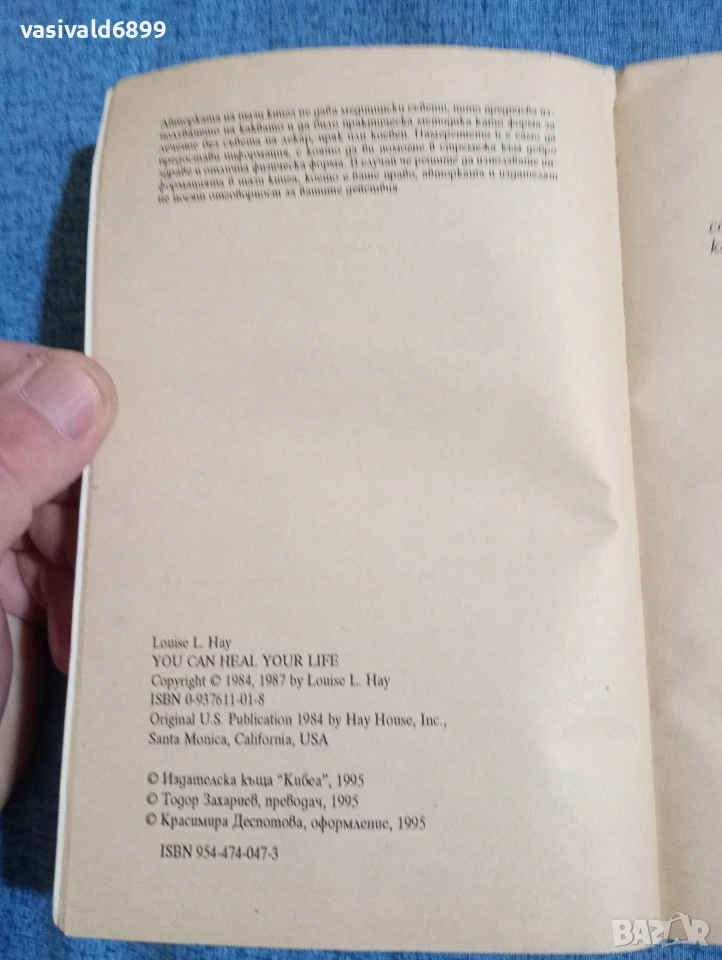 vasivald6899
Авторката на тази книга не дава медицински съвети, нито предписва из-
ползването на каквато и да било практическа методика като форма за
лечение без съвета на лекар, пряк или косвен. Намерението ѝ е само да
предостави информация, с която да ви помогне в стремежа към добро
здраве и отлична физическа форма. В случай че решите да използвате ин-
формацията в тази книга, което е ваше право, авторката и издателят
не носят отговорност за вашите действия.
со
ко
Louise L. Hay
YOU CAN HEAL YOUR LIFE
Copyright © 1984, 1987 by Louise L. Hay
ISBN 0-937611-01-8
Original U.S. Publication 1984 by Hay House, Inc.,
Santa Monica, California, USA
© Издателска къща "Кибеа", 1995
© Тодор Захариев, преводач, 1995
© Красимира Деспотова, оформление, 1995
ISBN 954-474-047-3
BAZAR